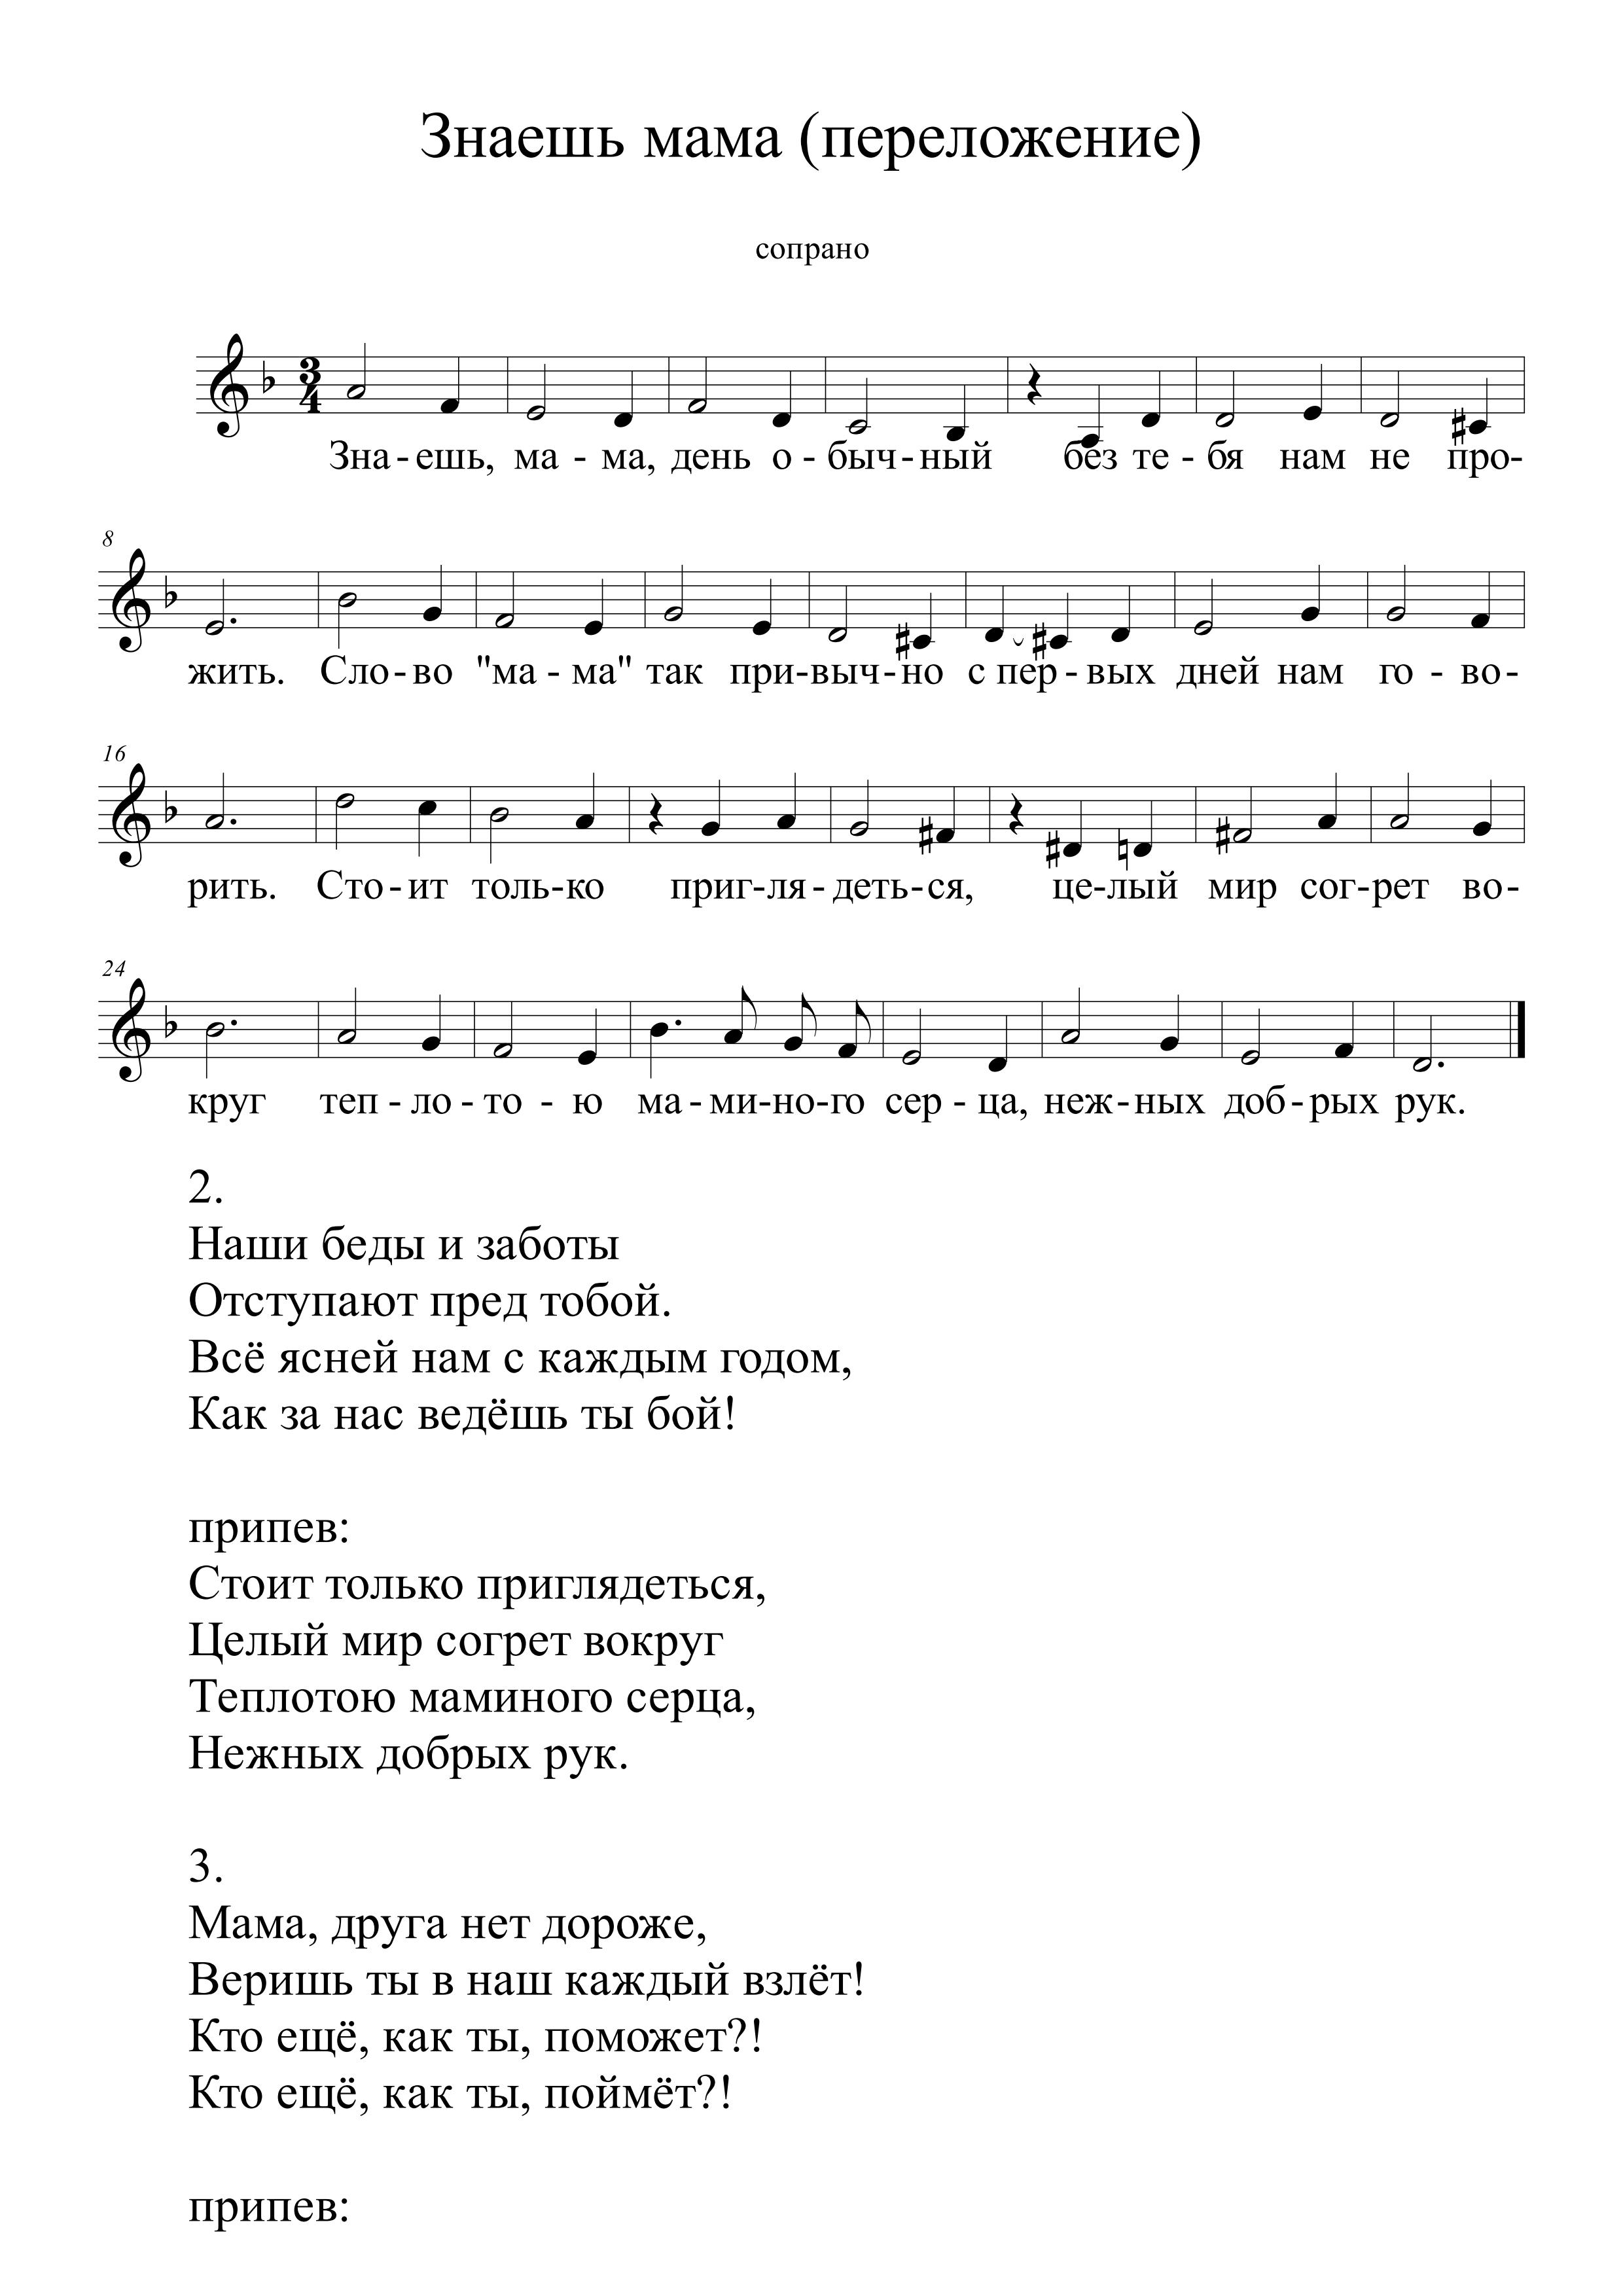 Знаешь мама (переложение)
сопрано
3
4
Зна-ешь, ма - ма, день о - быч-ный без те - бя нам не про-
8
жить. Сло-во "ма - ма" так при-выч-но с пер - вых дней нам го - во-
16
рить. Сто-ит толь-ко приг-ля - деть-ся, це-лый мир сог-рет во-
24
круг теп - ло - то - ю ма - ми-но-го сер - ца, неж-ных доб-рых рук.
2.
Наши беды и заботы
Отступают пред тобой.
Всё ясней нам с каждым годом,
Как за нас ведёшь ты бой!
припев:
Стоит только приглядеться,
Целый мир согрет вокруг
Теплотою маминого серца,
Нежных добрых рук.
3.
Мама, друга нет дороже,
Веришь ты в наш каждый взлёт!
Кто ещё, как ты, поможет?!
Кто ещё, как ты, поймёт?!
припев: